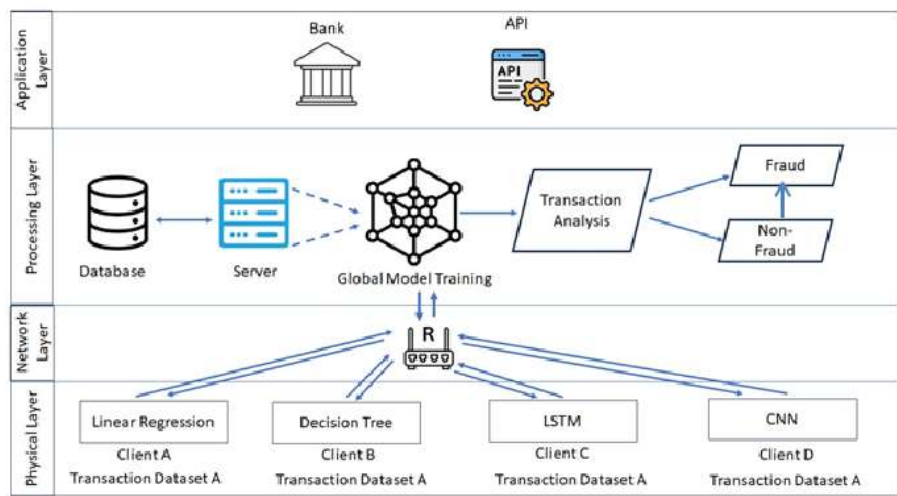 Application
Layer
Bank
API
API
Processing Layer
Database
Server
Global Model Training
Transaction
Analysis
Fraud
Non-
Fraud
Network
Layer
R
Physical Layer
Linear Regression
Decision Tree
LSTM
CNN
Client A
Client B
Client C
Client D
Transaction Dataset A
Transaction Dataset A
Transaction Dataset A
Transaction Dataset A